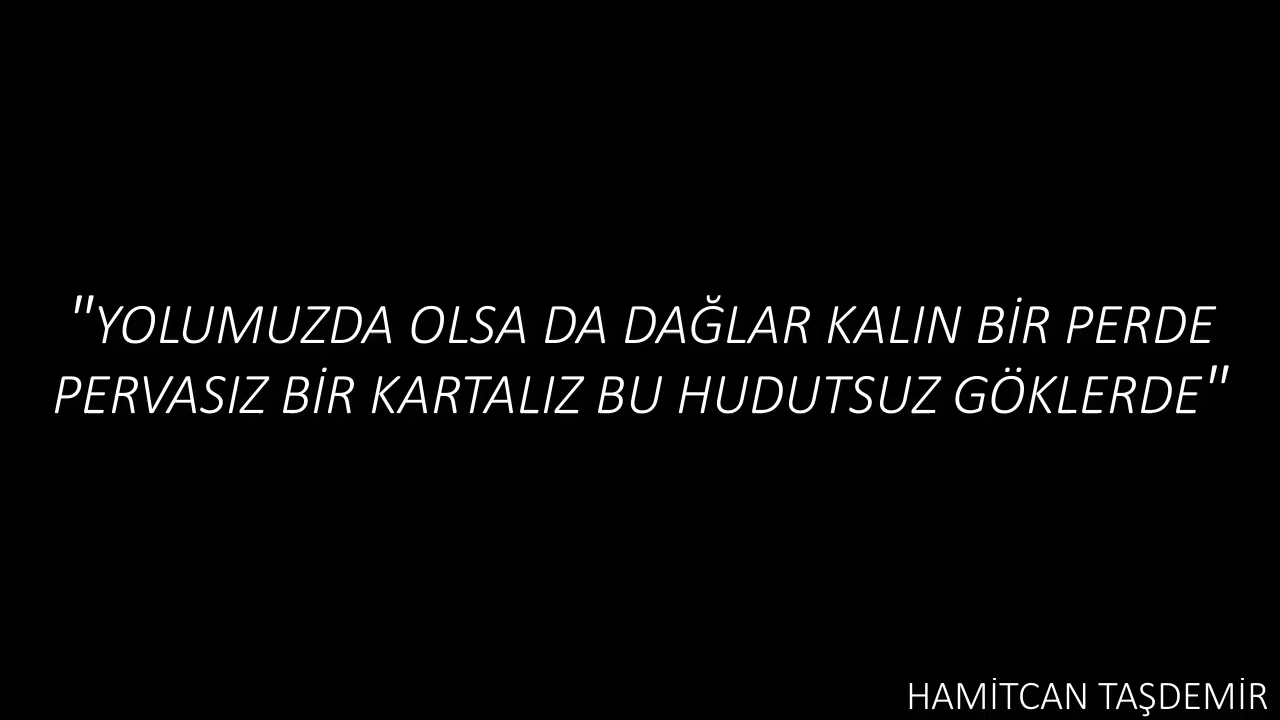 "YOLUMUZDA OLSA DA DAĞLAR KALIN BİR PERDE
PERVASIZ BİR KARTALIZ BU HUDUTSUZ GÖKLERDE"
HAMİTCAN TAŞDEMİR